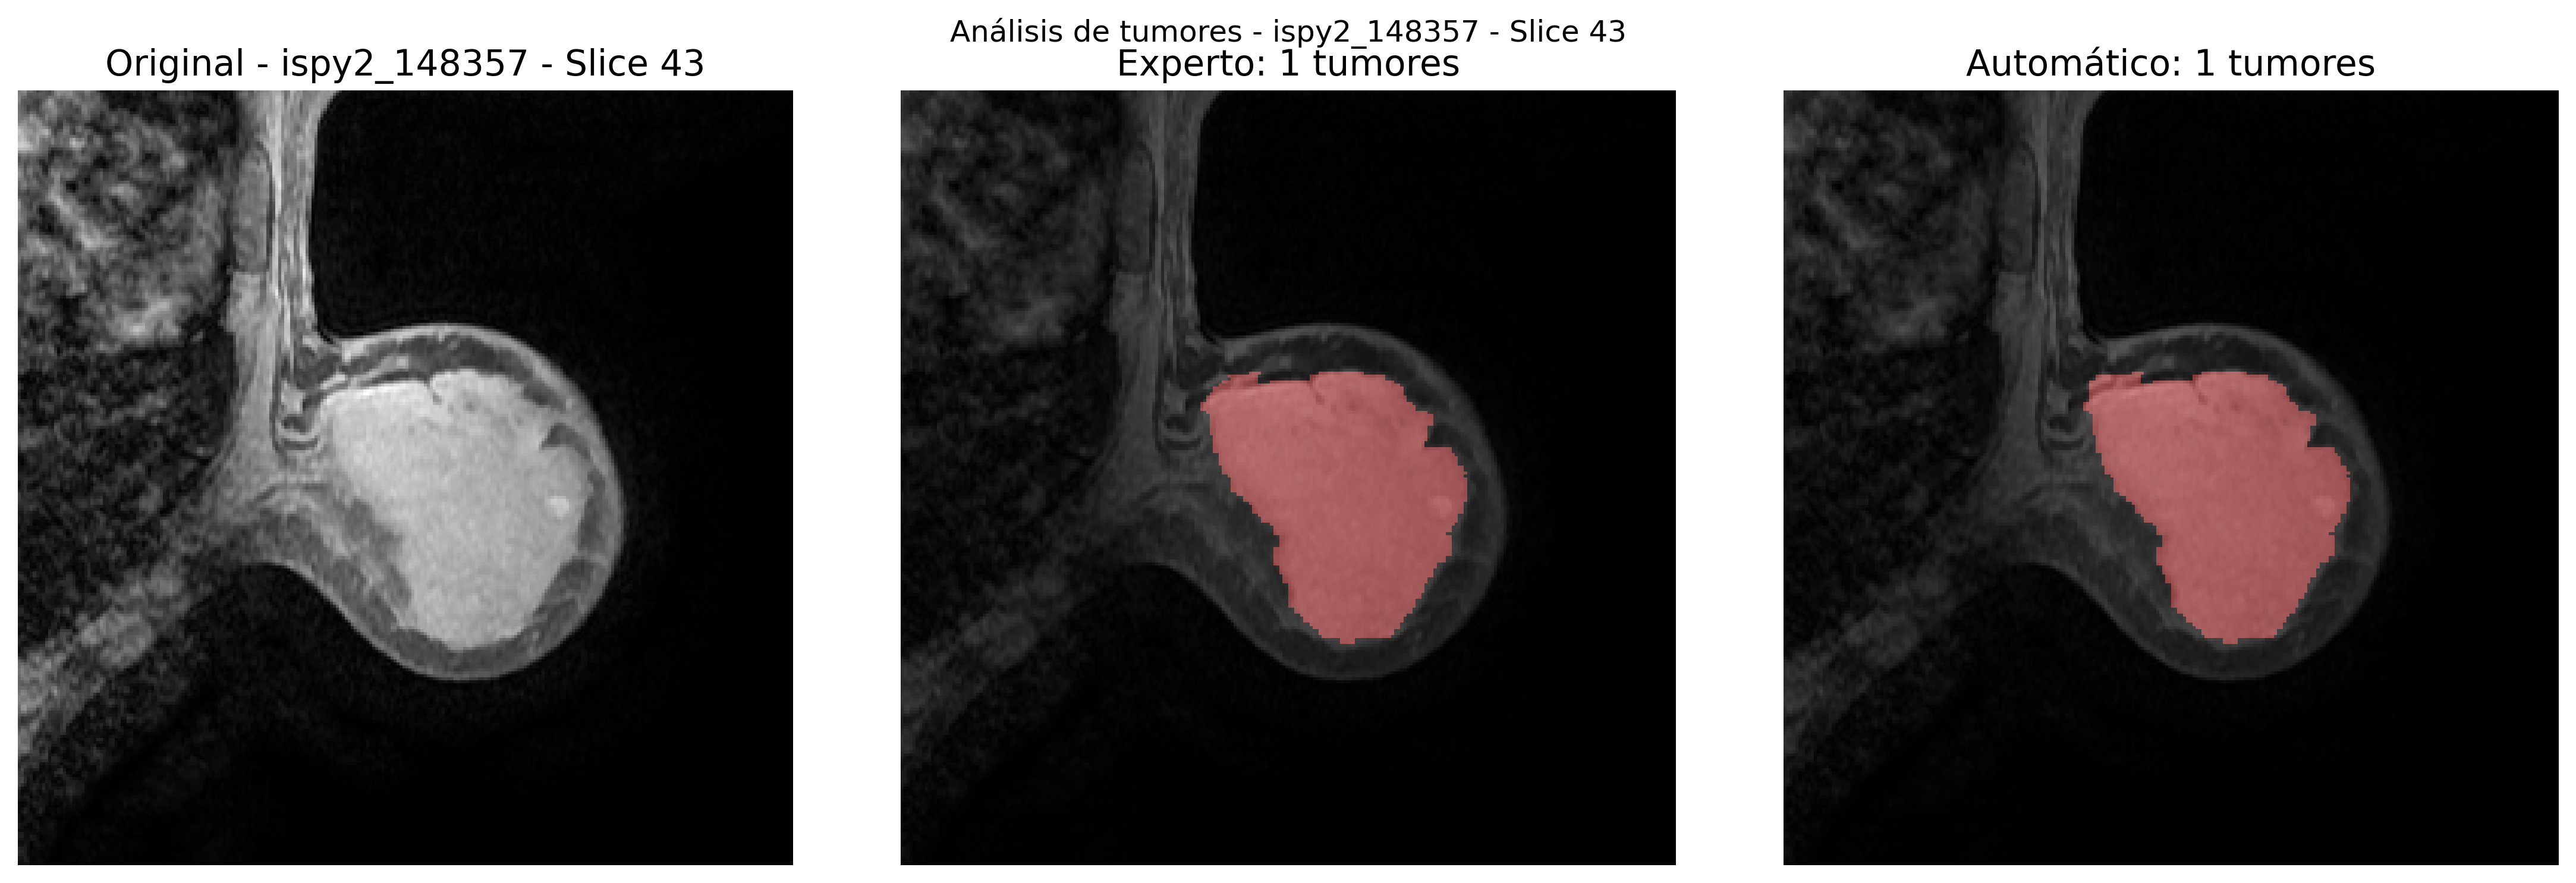 Análisis de tumores - ispy2_148357 - Slice 43
Original - ispy2_148357 - Slice 43
Experto: 1 tumores
Automático: 1 tumores